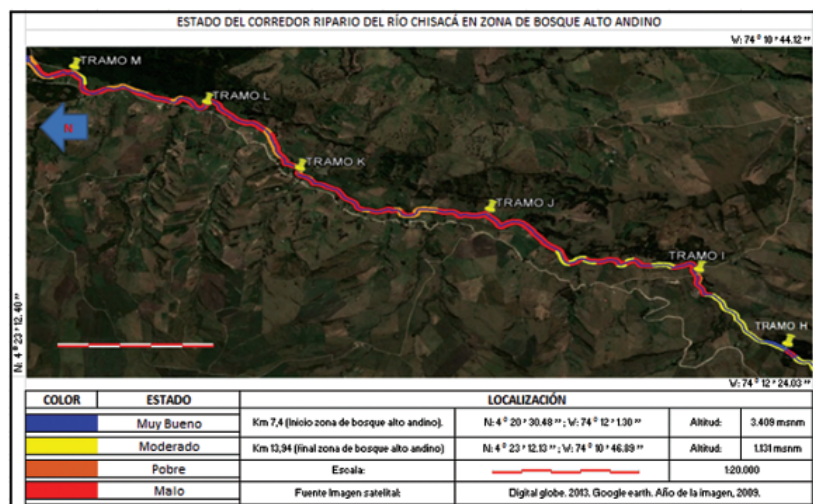 ESTADO DEL CORREDOR RIPARIO DEL RÍO CHISACÁ EN ZONA DE BOSQUE ALTO ANDINO
W: 74 º 10 ' 44.12 "
TRAMO M
TRAMO L
N
TRAMO K
TRAMO J
TRAMO I
TRAMO H
N: 4 º 23 ' 12.40 "
W: 74 º 12 ' 24.03 "
COLOR ESTADO LOCALIZACIÓN
Muy Bueno Km 7,4 (Inicio zona de bosque alto andino). N: 4 º 20 ' 30.48 " ; W: 74 º 12 ' 1.30 " Altitud: 3.409 msnm
Moderado Km 13,94 (final zona de bosque alto andino) N: 4 º 23 ' 12.13 " ; W: 74 º 10 ' 46.89 " Altitud: 1.131 msnm
Pobre Escala: 1:20.000
Malo Fuente Imagen satelital: Digital globe. 2013. Google earth. Año de la imagen, 2009.